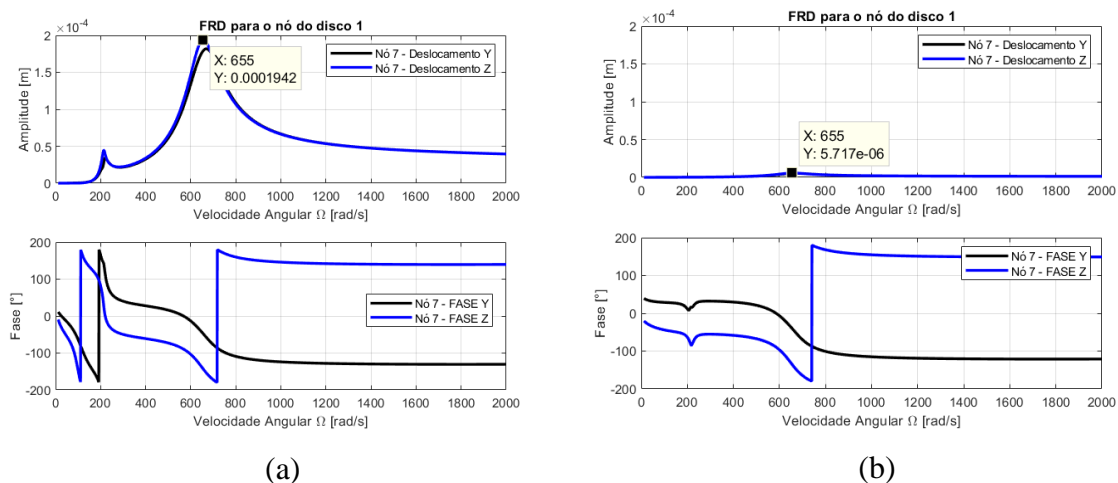 FRD para o nó do disco 1
×10⁻⁴
2
1.5
1
0.5
0
Amplitude [m]
Nó 7 - Deslocamento Y
Nó 7 - Deslocamento Z
X: 655
Y: 0.0001942
0 200 400 600 800 1000 1200 1400 1600 1800 2000
Velocidade Angular Ω [rad/s]
200
100
0
-100
-200
Fase [°]
Nó 7 - FASE Y
Nó 7 - FASE Z
0 200 400 600 800 1000 1200 1400 1600 1800 2000
Velocidade Angular Ω [rad/s]
(a)
FRD para o nó do disco 1
×10⁻⁴
2
1.5
1
0.5
0
Amplitude [m]
Nó 7 - Deslocamento Y
Nó 7 - Deslocamento Z
X: 655
Y: 5.717e-06
0 200 400 600 800 1000 1200 1400 1600 1800 2000
Velocidade Angular Ω [rad/s]
200
100
0
-100
-200
Fase [°]
Nó 7 - FASE Y
Nó 7 - FASE Z
0 200 400 600 800 1000 1200 1400 1600 1800 2000
Velocidade Angular Ω [rad/s]
(b)